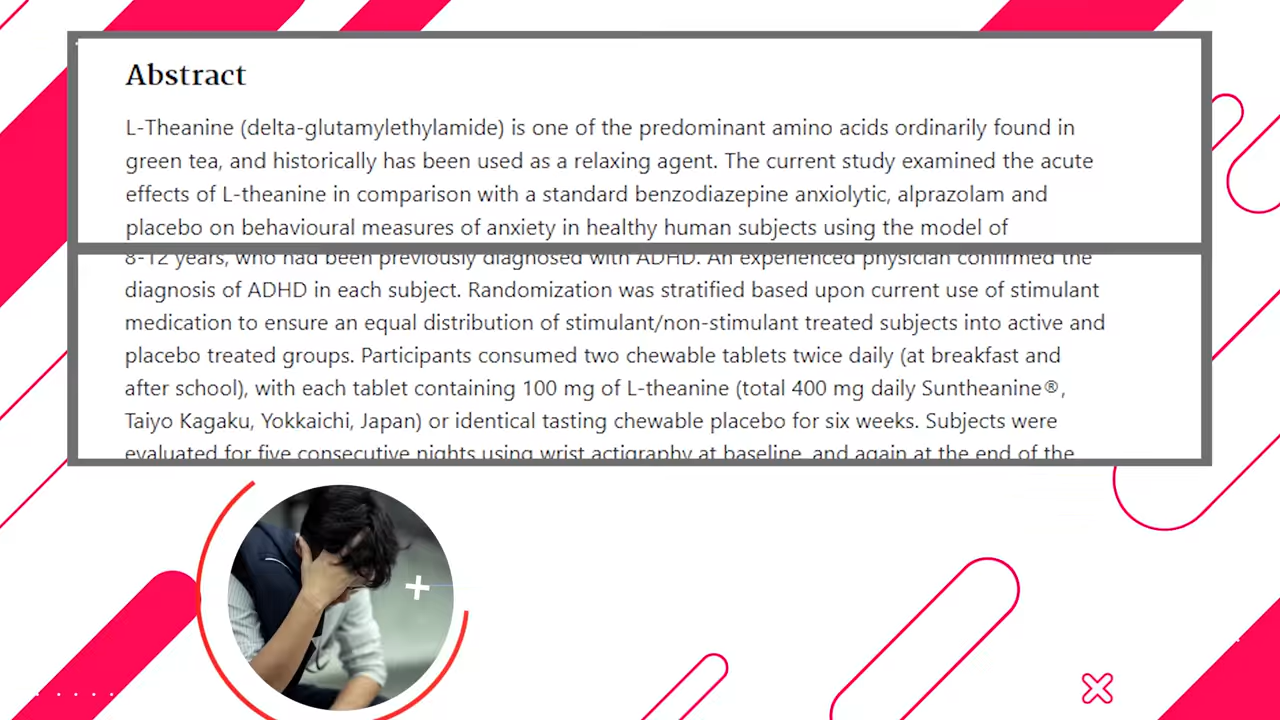 Abstract
L-Theanine (delta-glutamylethylamide) is one of the predominant amino acids ordinarily found in
green tea, and historically has been used as a relaxing agent. The current study examined the acute
effects of L-theanine in comparison with a standard benzodiazepine anxiolytic, alprazolam and
placebo on behavioural measures of anxiety in healthy human subjects using the model of
8-12 years, who had been previously diagnosed with ADHD. An experienced physician confirmed the
diagnosis of ADHD in each subject. Randomization was stratified based upon current use of stimulant
medication to ensure an equal distribution of stimulant/non-stimulant treated subjects into active and
placebo treated groups. Participants consumed two chewable tablets twice daily (at breakfast and
after school), with each tablet containing 100 mg of L-theanine (total 400 mg daily Suntheanine®,
Taiyo Kagaku, Yokkaichi, Japan) or identical tasting chewable placebo for six weeks. Subjects were
evaluated for five consecutive nights using wrist actigraphy at baseline, and again at the end of the